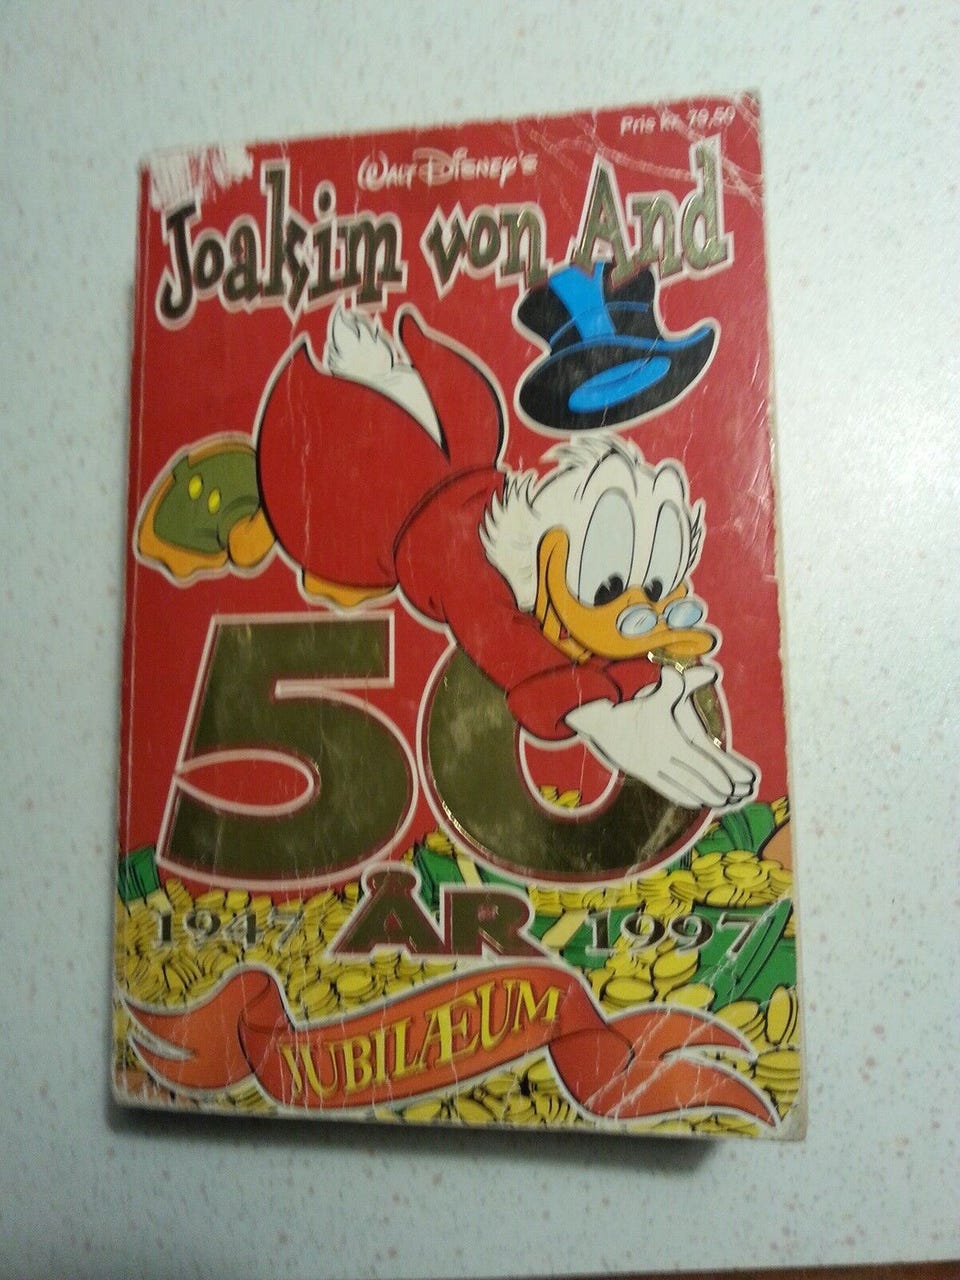 Pris kr. 79,50
WALT DISNEY'S
Joakim von And
50
ÅR
1947 1997
JUBILÆUM